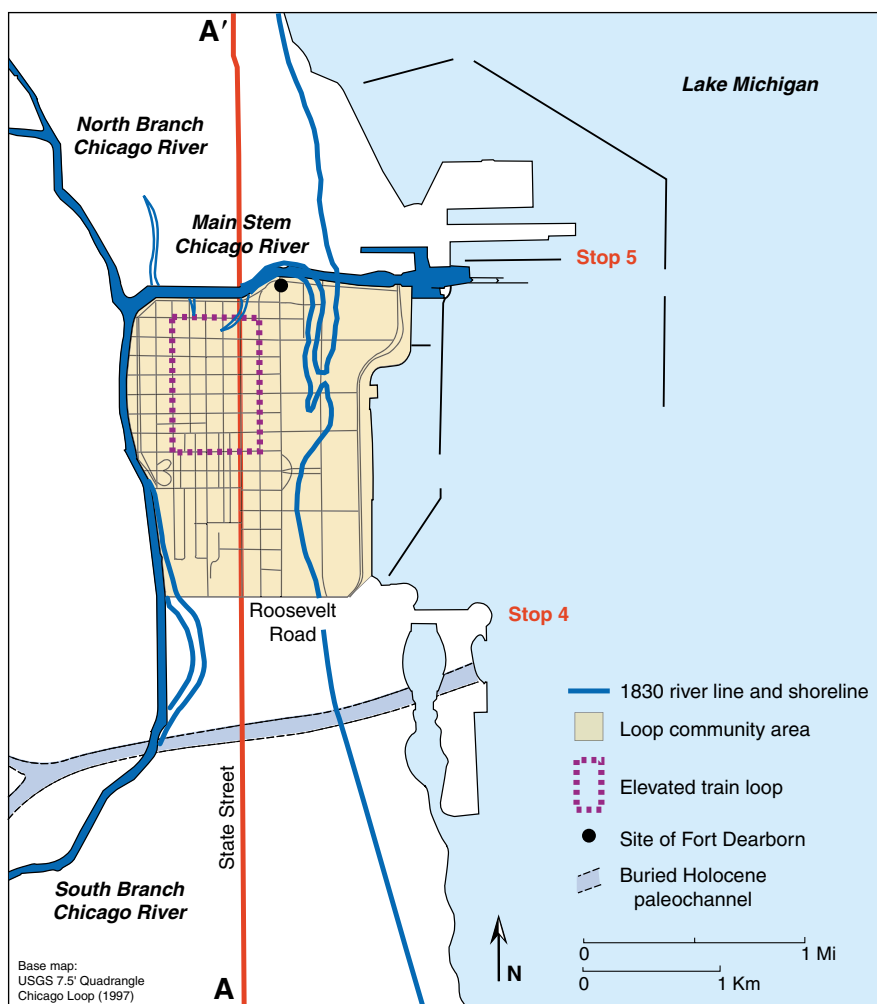 A′
Lake Michigan
North Branch
Chicago River
Main Stem
Chicago River
Stop 5
Roosevelt
Road
Stop 4
1830 river line and shoreline
Loop community area
Elevated train loop
Site of Fort Dearborn
Buried Holocene
paleochannel
State Street
South Branch
Chicago River
N
0 1 Mi
0 1 Km
Base map:
USGS 7.5' Quadrangle
Chicago Loop (1997)
A